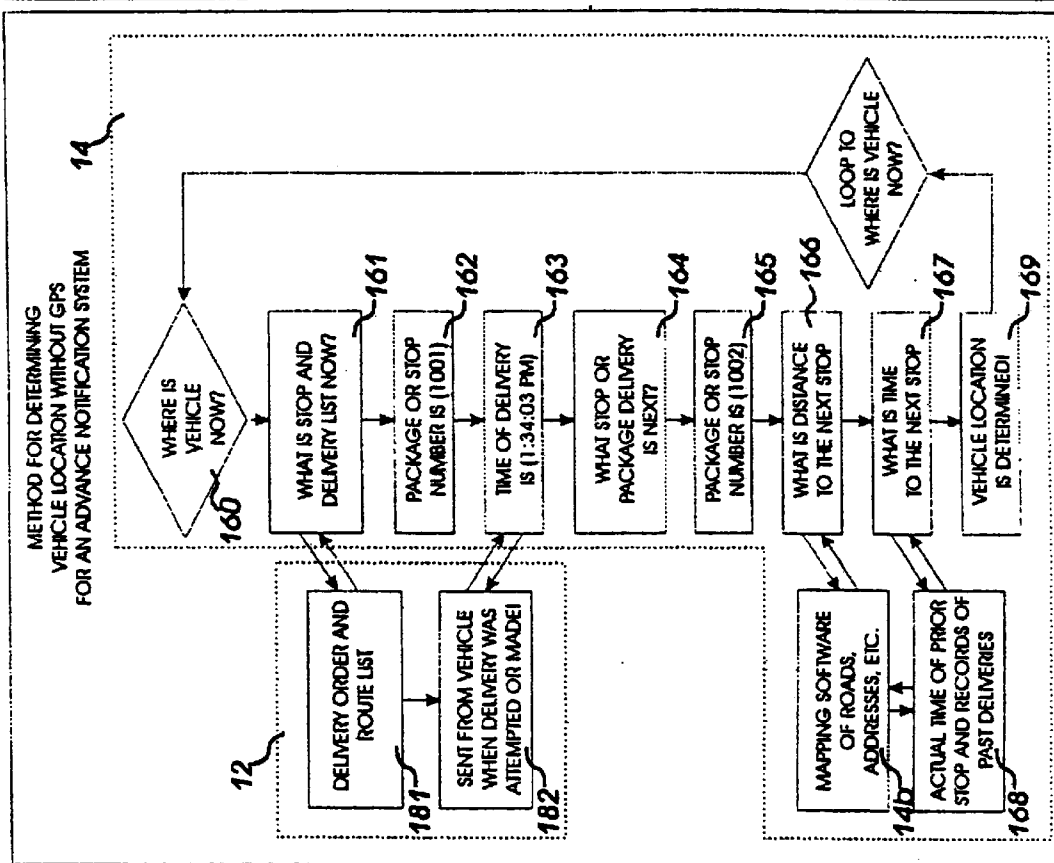 METHOD FOR DETERMINING
VEHICLE LOCATION WITHOUT GPS
FOR AN ADVANCE NOTIFICATION SYSTEM
14
WHERE IS
VEHICLE
NOW?
160
WHAT IS STOP AND
DELIVERY LIST NOW?
161
PACKAGE OR STOP
NUMBER IS (1001)
162
TIME OF DELIVERY
IS (1:34:03 PM)
163
WHAT STOP OR
PACKAGE DELIVERY
IS NEXT?
164
PACKAGE OR STOP
NUMBER IS (1002)
165
WHAT IS DISTANCE
TO THE NEXT STOP
166
WHAT IS TIME
TO THE NEXT STOP
167
VEHICLE LOCATION
IS DETERMINED!
169
LOOP TO
WHERE IS VEHICLE
NOW?
12
DELIVERY ORDER AND
ROUTE LIST
181
SENT FROM VEHICLE
WHEN DELIVERY WAS
ATTEMPTED OR MADE!
182
MAPPING SOFTWARE
OF ROADS,
ADDRESSES, ETC.
14b
ACTUAL TIME OF PRIOR
STOP AND RECORDS OF
PAST DELIVERIES
168